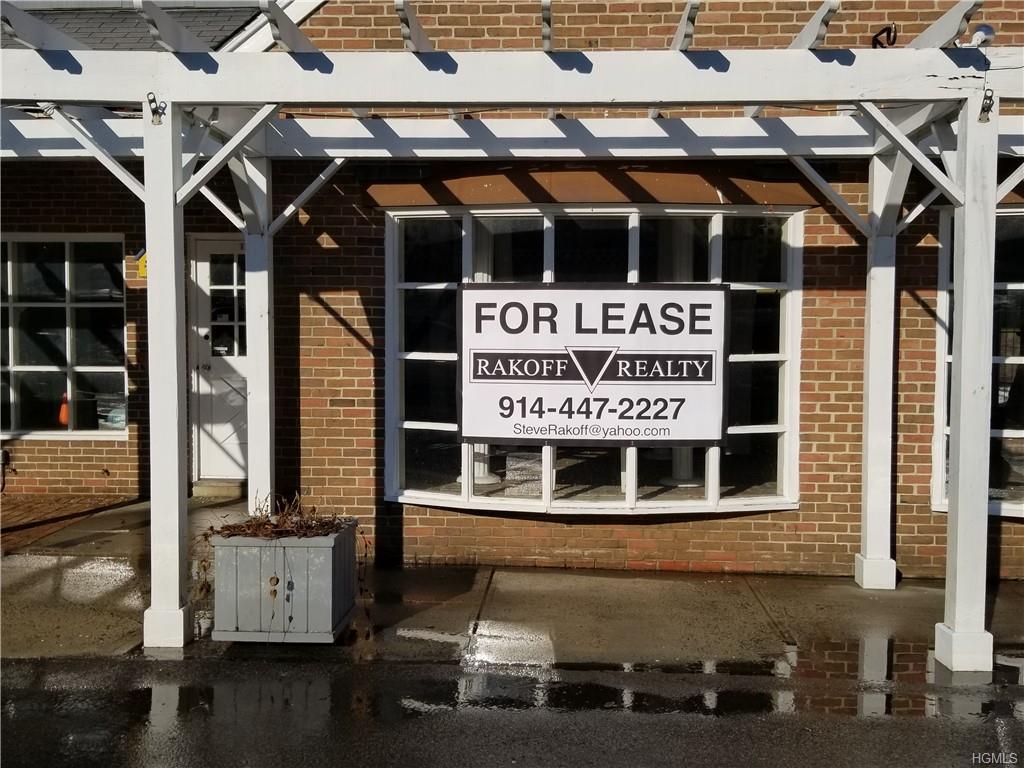 FOR LEASE
RAKOFF REALTY
914-447-2227
SteveRakoff@yahoo.com
HGMLS